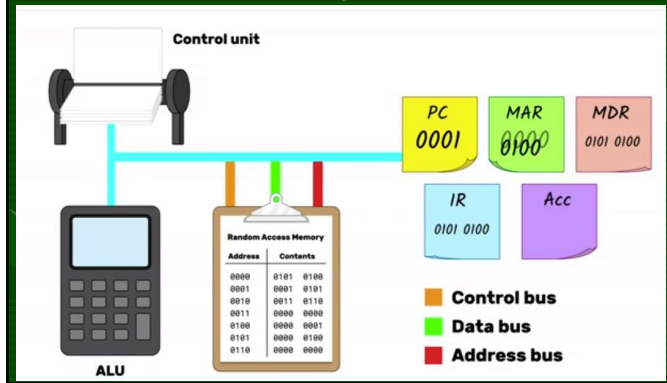 Control unit
PC
0001
MAR
0100
MDR
0101 0100
IR
0101 0100
Acc
Random Access Memory
Address Contents
0000 0101 0100
0001 0001 0101
0010 0011 0110
0011 0000 0000
0100 0000 0001
0101 0000 0100
0110 0000 0000
ALU
Control bus
Data bus
Address bus